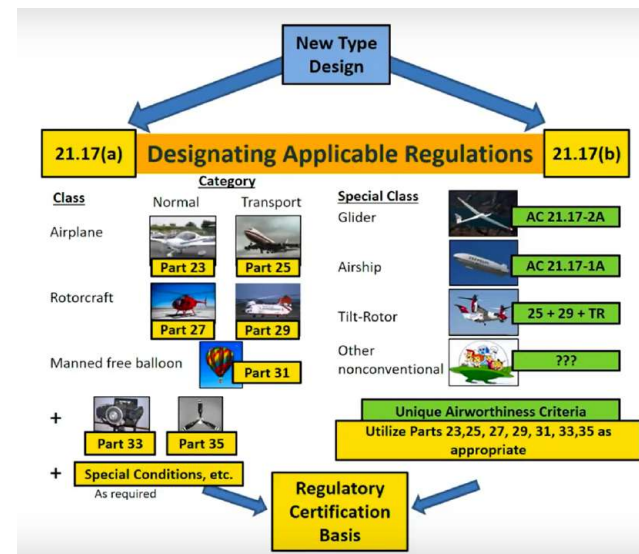 New Type
Design
21.17(a)
Designating Applicable Regulations
21.17(b)
Category
Class
Normal
Transport
Airplane
Part 23
Part 25
Rotorcraft
Part 27
Part 29
Manned free balloon
Part 31
+
Part 33
Part 35
+
Special Conditions, etc.
As required
Special Class
Glider
AC 21.17-2A
Airship
AC 21.17-1A
Tilt-Rotor
25 + 29 + TR
Other
nonconventional
???
Unique Airworthiness Criteria
Utilize Parts 23,25, 27, 29, 31, 33,35 as
appropriate
Regulatory
Certification
Basis